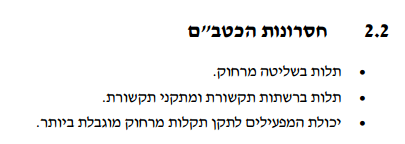 2.2 חסרונות הכטב"ם
• תלות בשליטה מרחוק.
• תלות ברשתות תקשורת ומתקני תקשורת.
• יכולת המפעילים לתקן תקלות מרחוק מוגבלת ביותר.